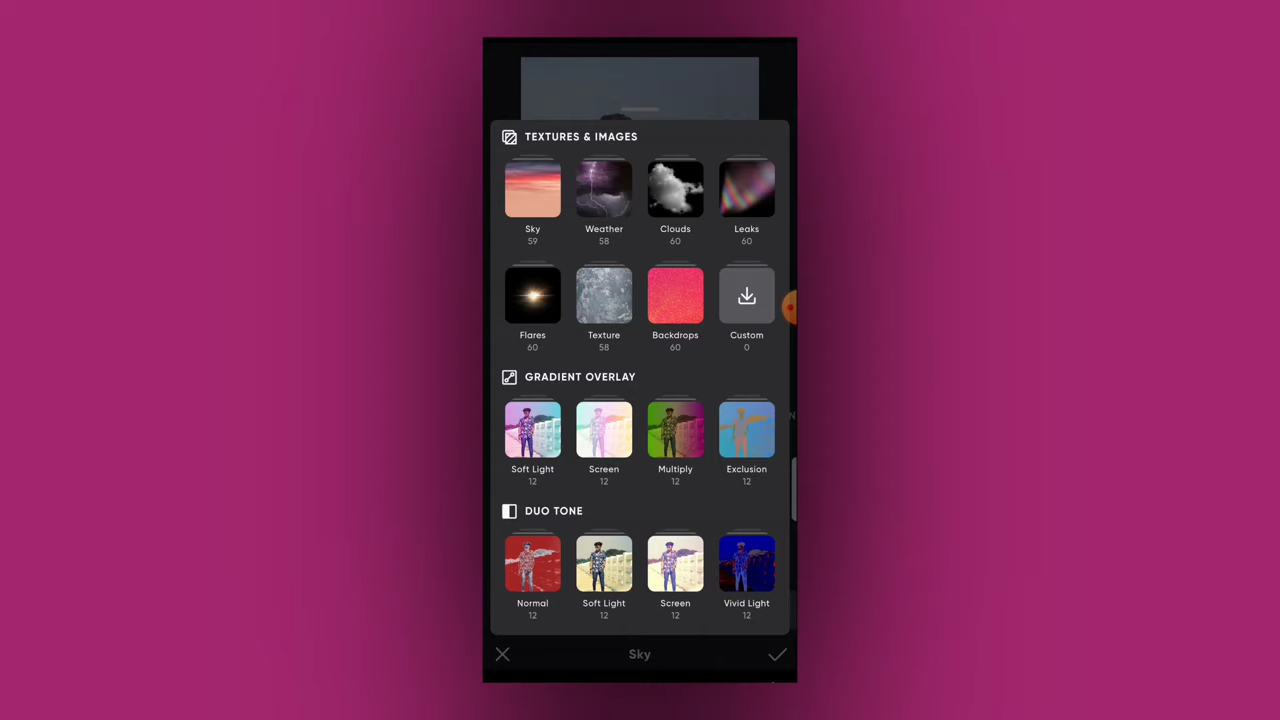 TEXTURES & IMAGES
Sky Weather Clouds Leaks
59 58 60 60
Flares Texture Backdrops Custom
60 58 60 0
GRADIENT OVERLAY
Soft Light Screen Multiply Exclusion
12 12 12 12
DUO TONE
Normal Soft Light Screen Vivid Light
12 12 12 12
Sky